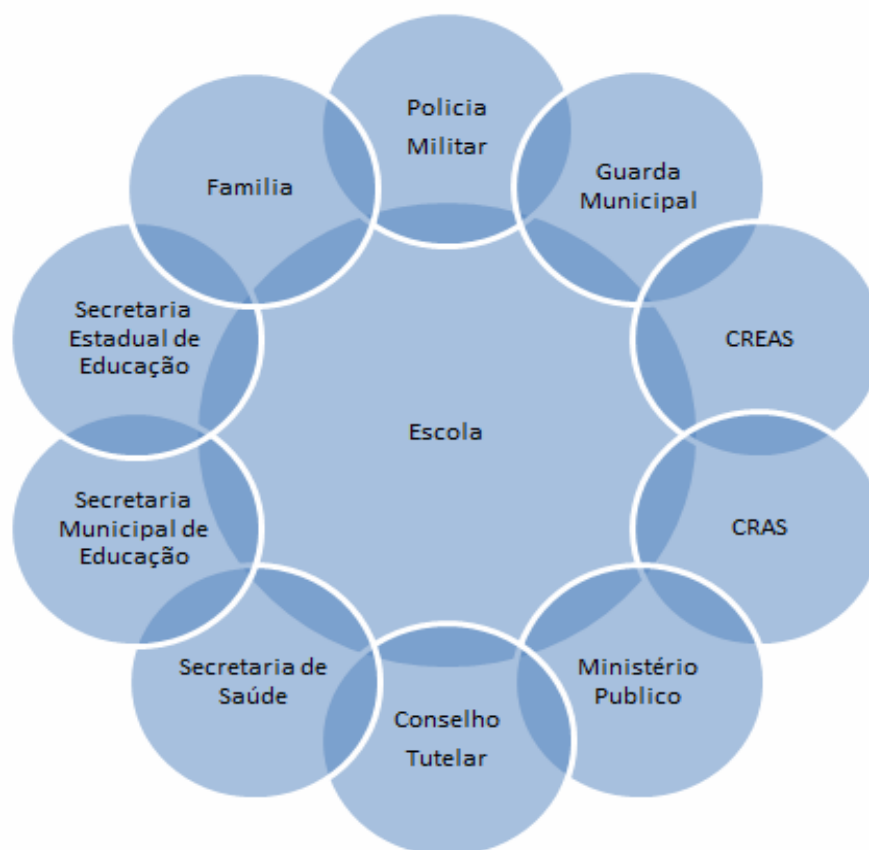 Policia
Militar
Guarda
Municipal
CREAS
CRAS
Ministério
Publico
Conselho
Tutelar
Secretaria de
Saúde
Secretaria
Municipal de
Educação
Secretaria
Estadual de
Educação
Familia
Escola